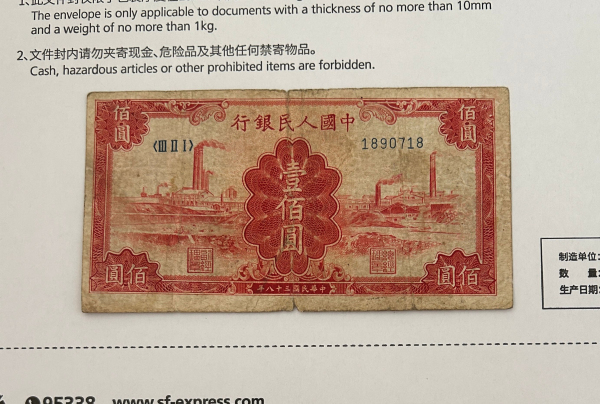 The envelope is only applicable to documents with a thickness of no more than 10mm
and a weight of no more than 1kg.
2、文件封内请勿夹寄现金、危险品及其他任何禁寄物品。
Cash, hazardous articles or other prohibited items are forbidden.
佰圓
行銀民人國中
佰圓
〈III II I〉
1890718
壹佰圓
制造单位:
数 量:
生产日期:
圓佰
圓佰
年八十三國民華中
95338 www.sf-express.com